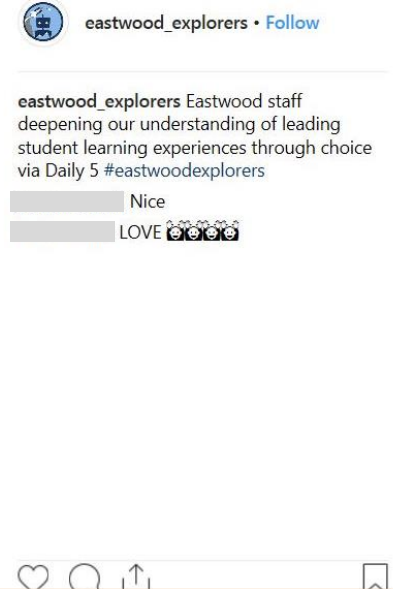 eastwood_explorers • Follow
eastwood_explorers Eastwood staff
deepening our understanding of leading
student learning experiences through choice
via Daily 5 #eastwoodexplorers
Nice
LOVE 🙌🙌🙌🙌